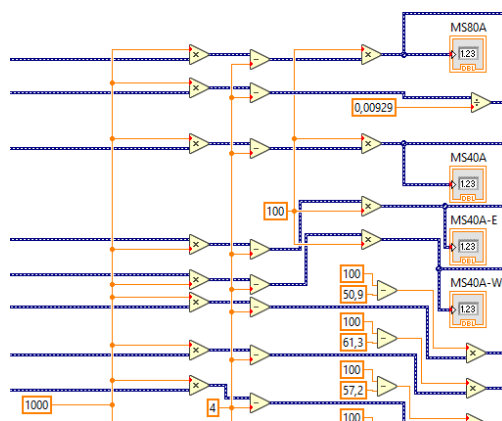 MS80A
1.23
DBL
0,00929
MS40A
1.23
DBL
100
MS40A-E
1.23
DBL
MS40A-W
1.23
DBL
100
50,9
100
61,3
100
57,2
100
1000
4